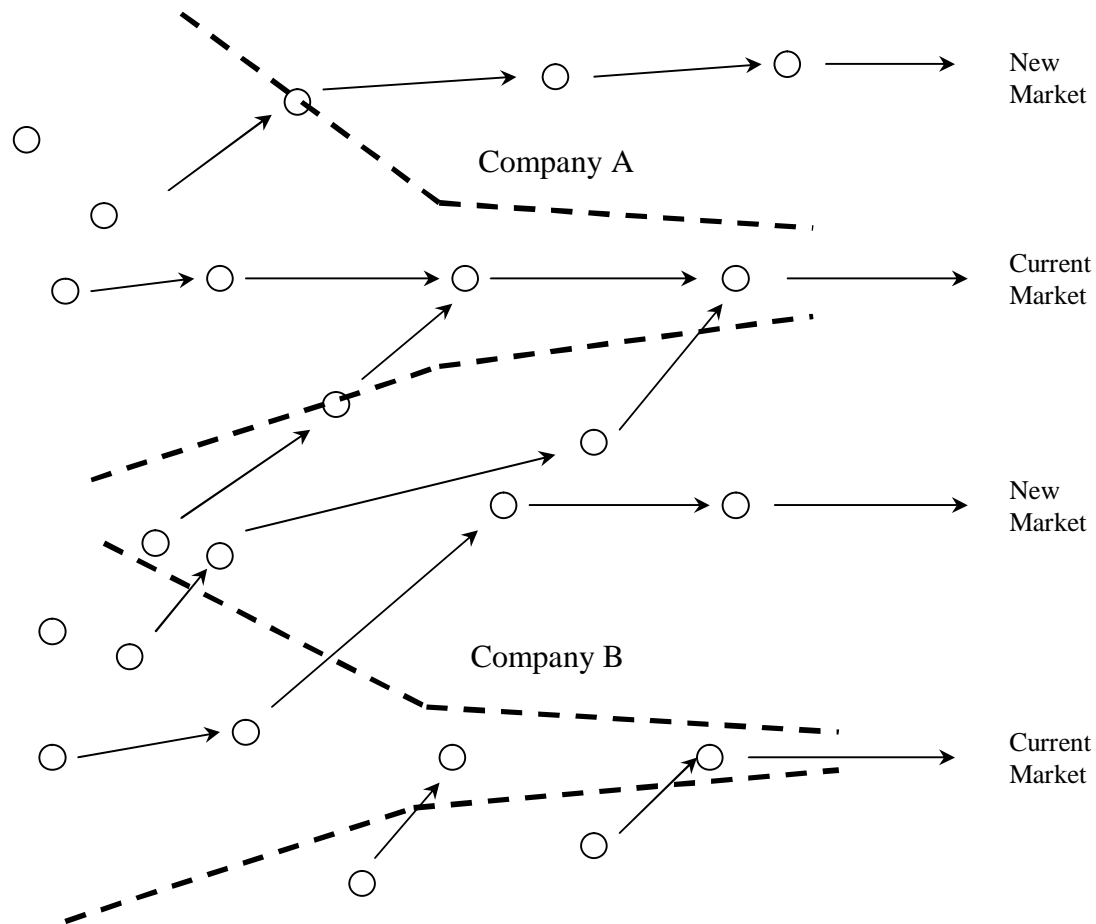 New
Market
Company A
Current
Market
New
Market
Company B
Current
Market